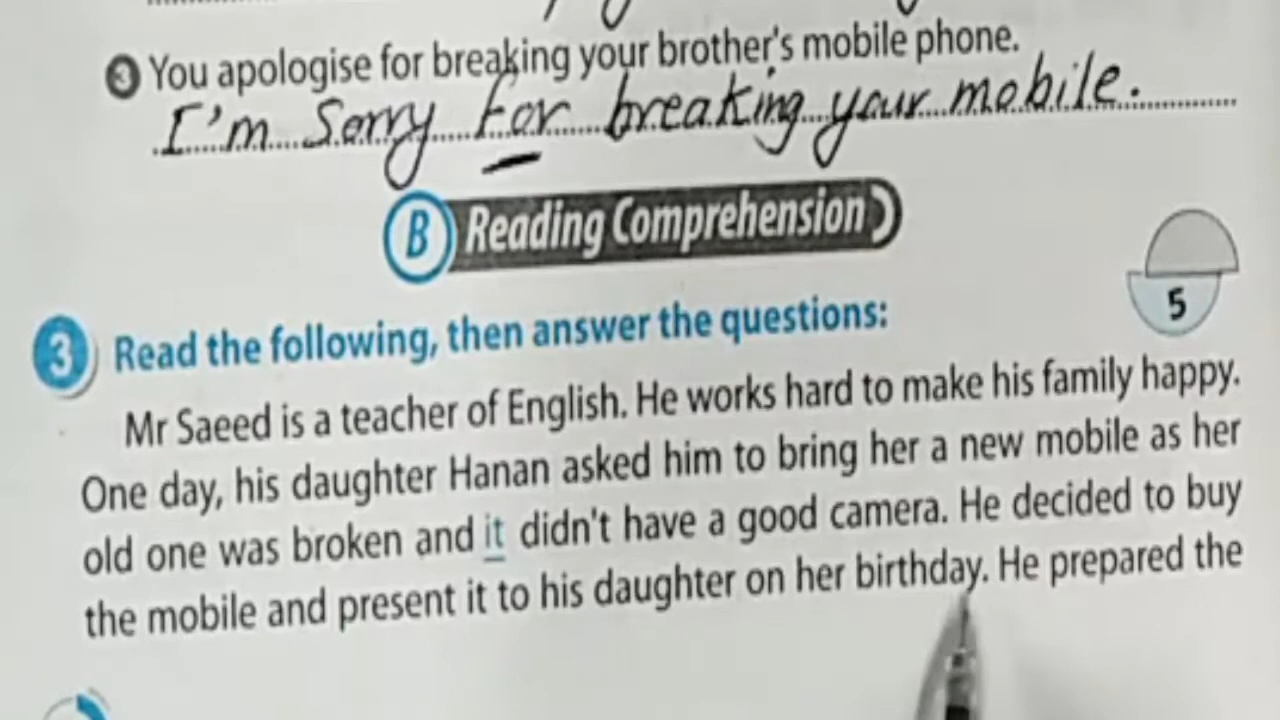 3 You apologise for breaking your brother's mobile phone.
I'm Sorry For breaking your mobile.
B Reading Comprehension
5
3 Read the following, then answer the questions:
Mr Saeed is a teacher of English. He works hard to make his family happy.
One day, his daughter Hanan asked him to bring her a new mobile as her
old one was broken and it didn't have a good camera. He decided to buy
the mobile and present it to his daughter on her birthday. He prepared the